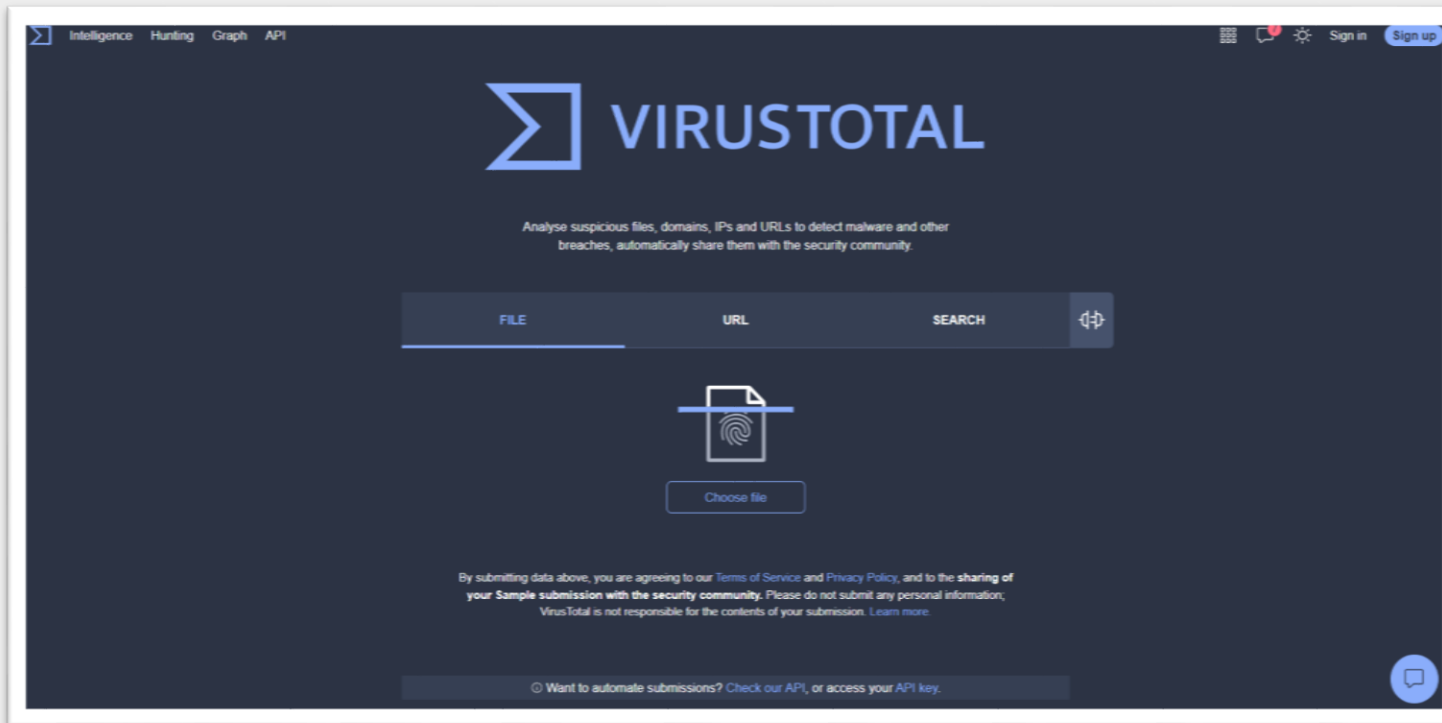 Intelligence Hunting Graph API
Sign in Sign up
VIRUSTOTAL
Analyse suspicious files, domains, IPs and URLs to detect malware and other
breaches, automatically share them with the security community.
FILE URL SEARCH
Choose file
By submitting data above, you are agreeing to our Terms of Service and Privacy Policy, and to the sharing of
your Sample submission with the security community. Please do not submit any personal information;
VirusTotal is not responsible for the contents of your submission. Learn more.
Want to automate submissions? Check our API, or access your API key.